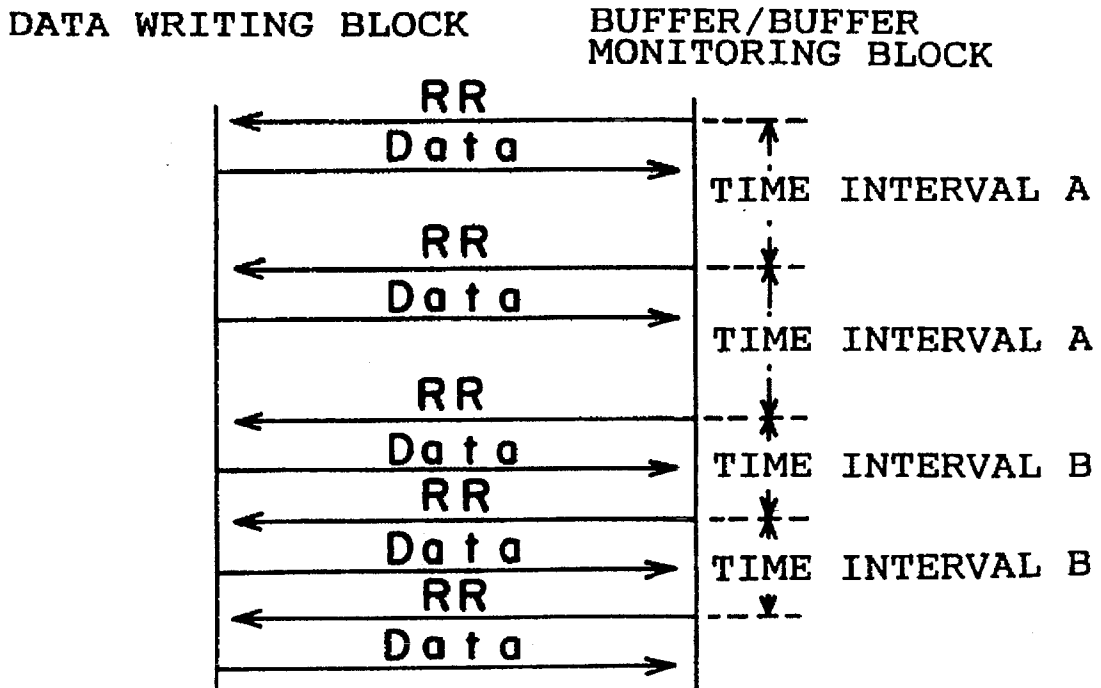 DATA WRITING BLOCK
BUFFER/BUFFER
MONITORING BLOCK
RR
Data
TIME INTERVAL A
RR
Data
TIME INTERVAL A
RR
Data
TIME INTERVAL B
RR
Data
TIME INTERVAL B
RR
Data